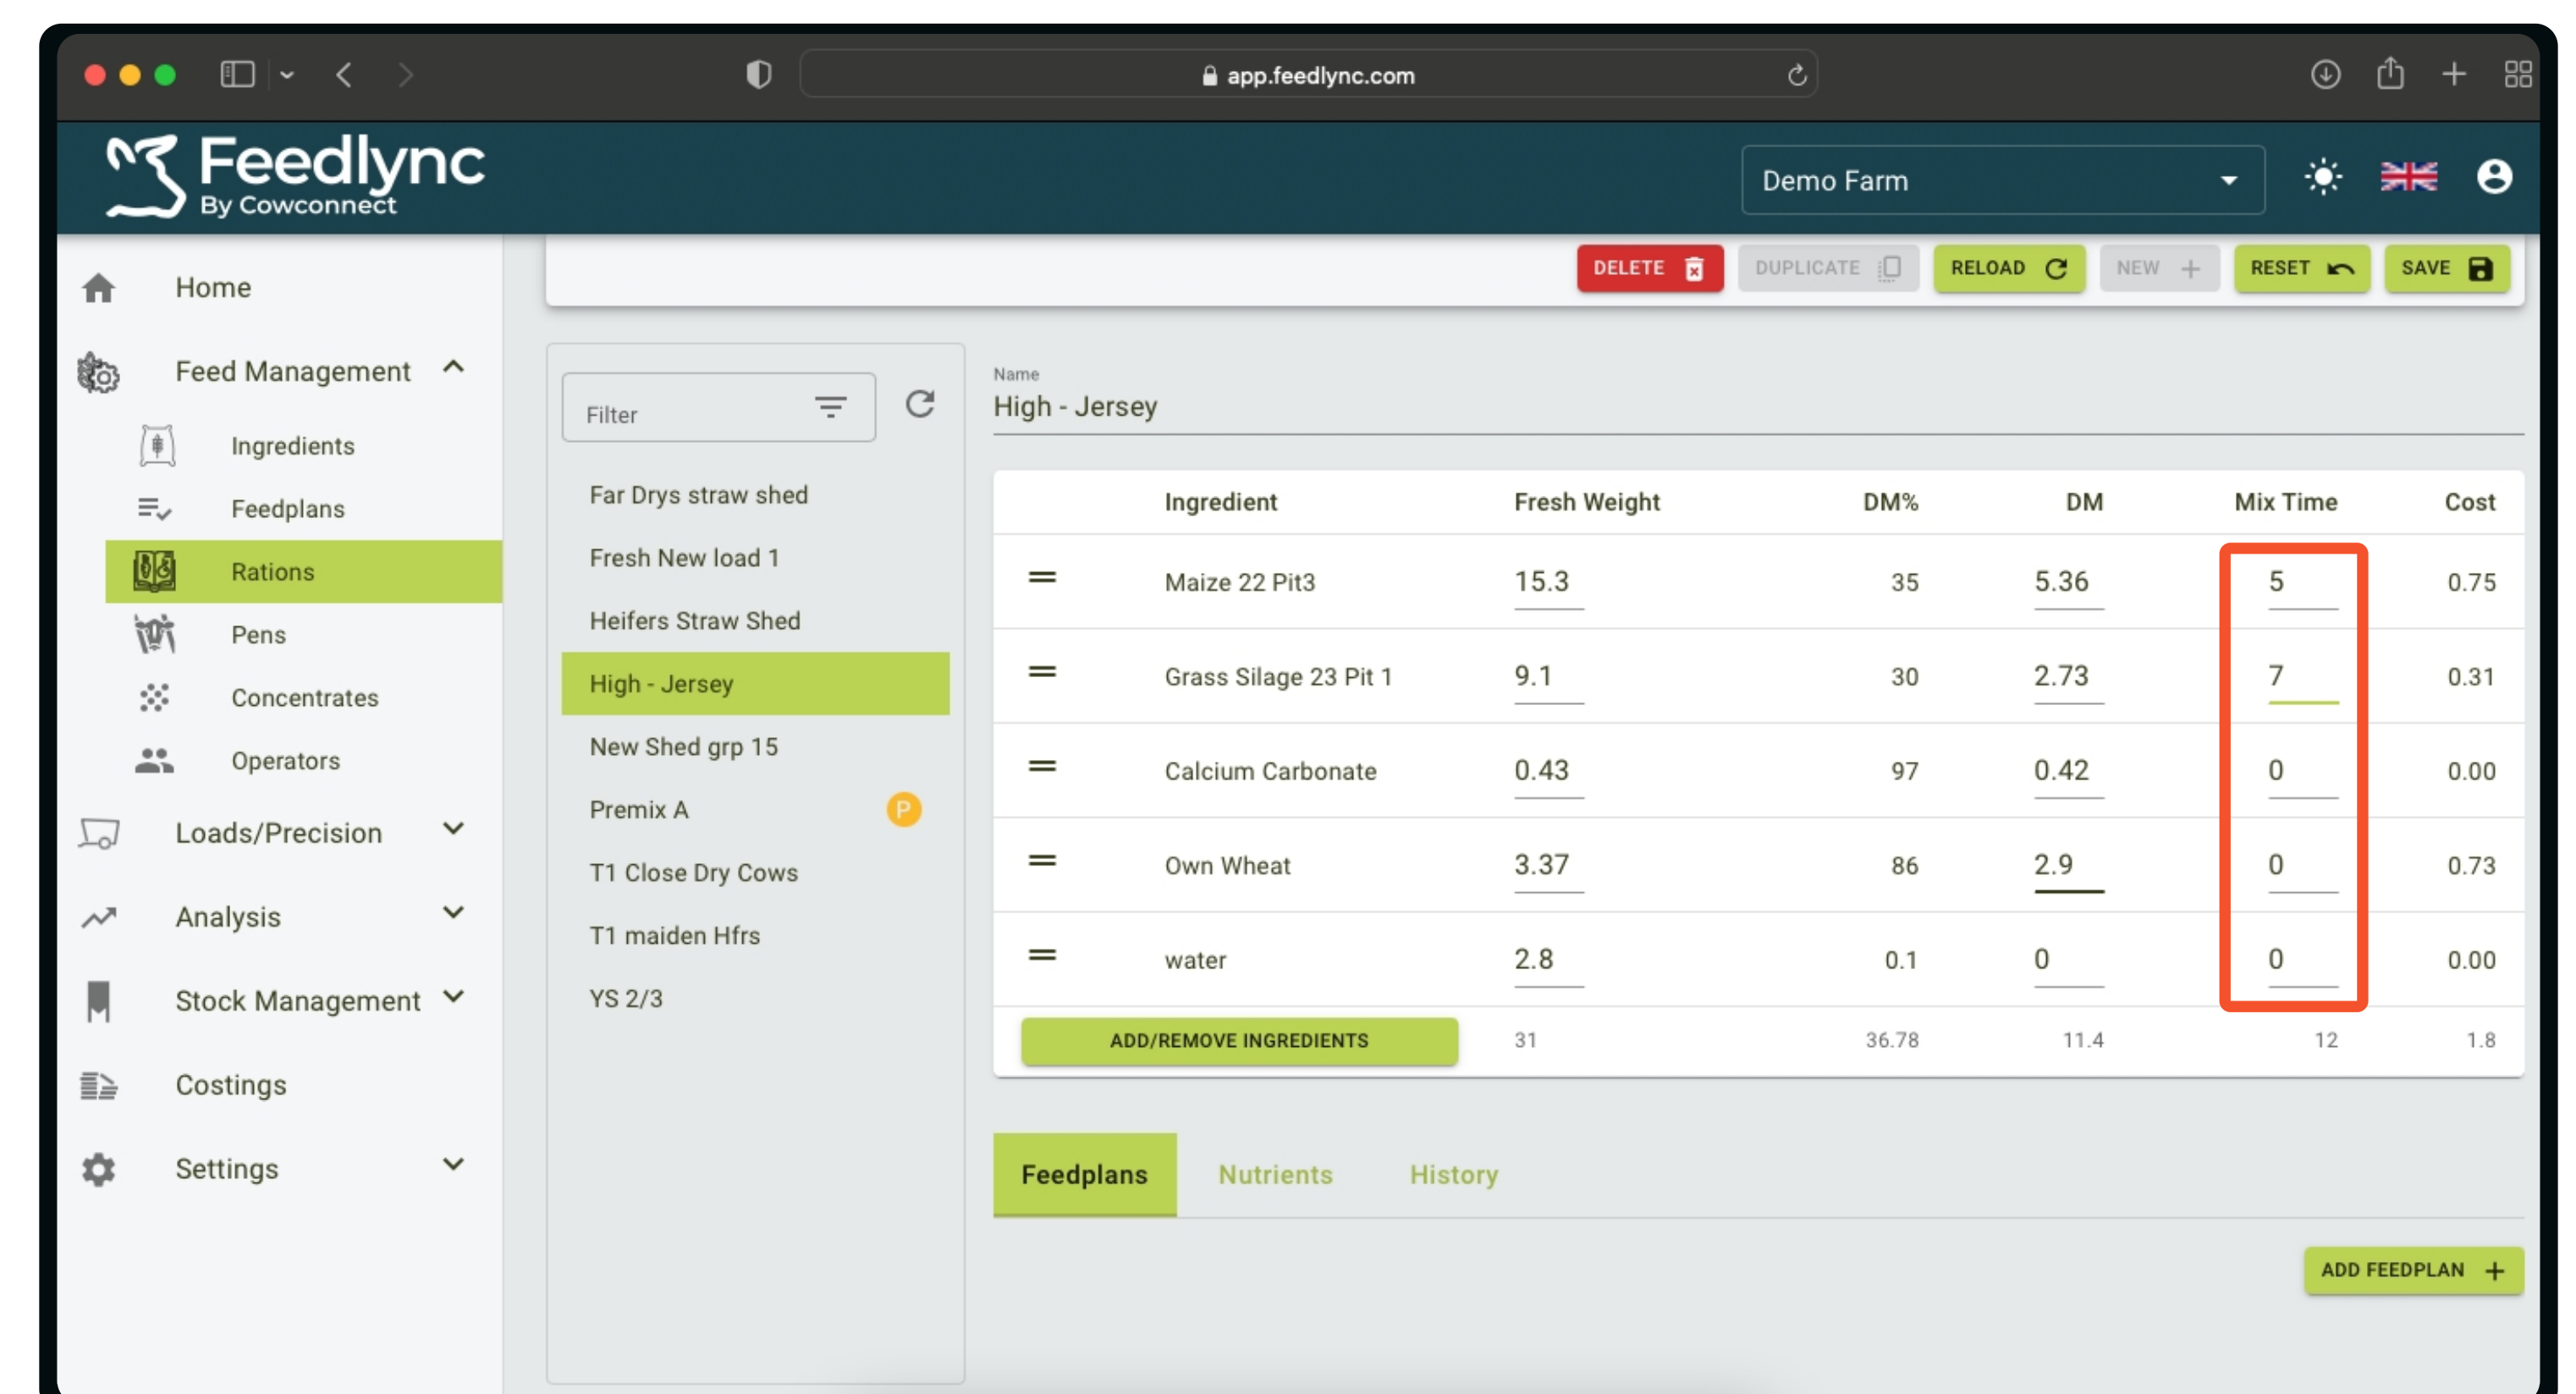 app.feedlync.com
Feedlync
By Cowconnect
Demo Farm
DELETE DUPLICATE RELOAD NEW RESET SAVE
Home
Feed Management
Ingredients
Feedplans
Rations
Pens
Concentrates
Operators
Loads/Precision
Analysis
Stock Management
Costings
Settings
Filter
Far Drys straw shed
Fresh New load 1
Heifers Straw Shed
High - Jersey
New Shed grp 15
Premix A P
T1 Close Dry Cows
T1 maiden Hfrs
YS 2/3
Name
High - Jersey
Ingredient Fresh Weight DM% DM Mix Time Cost
Maize 22 Pit3 15.3 35 5.36 5 0.75
Grass Silage 23 Pit 1 9.1 30 2.73 7 0.31
Calcium Carbonate 0.43 97 0.42 0 0.00
Own Wheat 3.37 86 2.9 0 0.73
water 2.8 0.1 0 0 0.00
ADD/REMOVE INGREDIENTS 31 36.78 11.4 12 1.8
Feedplans Nutrients History
ADD FEEDPLAN